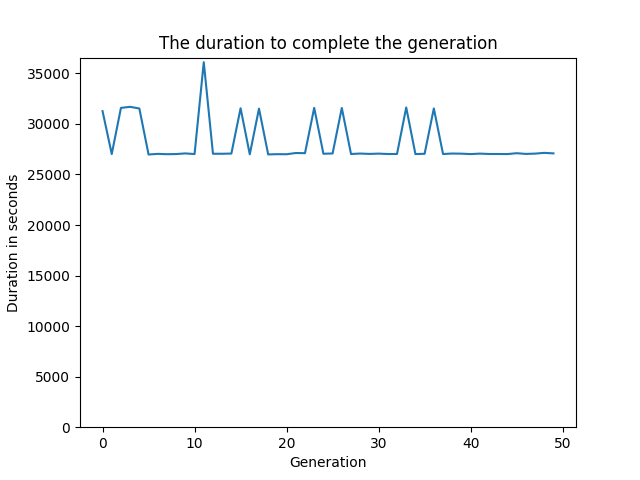 The duration to complete the generation
35000
30000
25000
20000
15000
10000
5000
0
Duration in seconds
0 10 20 30 40 50
Generation